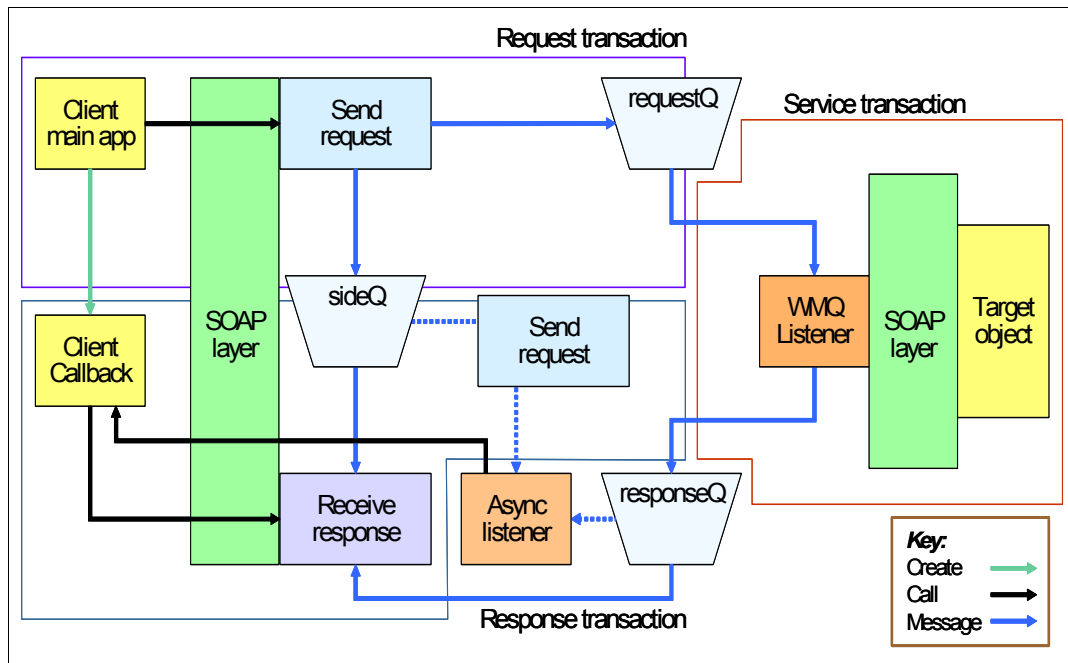 Request transaction
Client
main app
Send
request
requestQ
Service transaction
sideQ
SOAP
layer
Send
request
WMQ
Listener
SOAP
layer
Target
object
Client
Callback
Receive
response
Async
listener
responseQ
Response transaction
Key:
Create
Call
Message